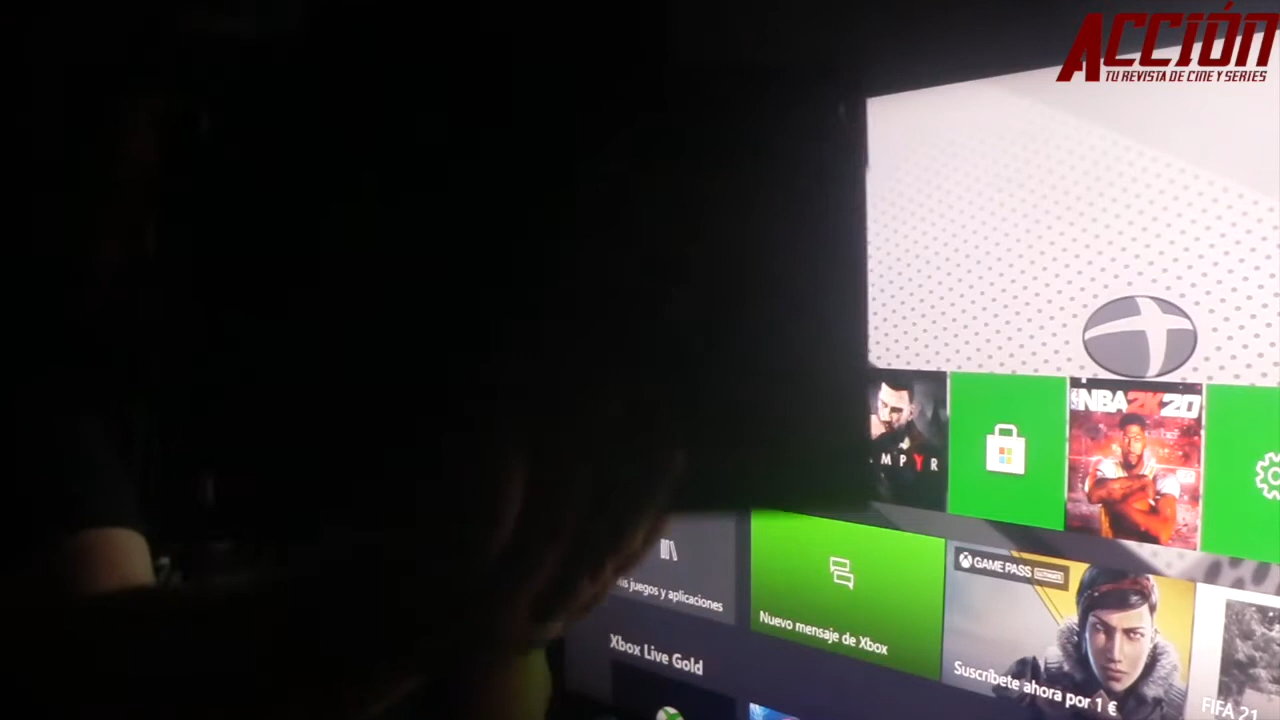 ACCIÓN
TU REVISTA DE CINE Y SERIES
MPYR
NBA 2K20
GAME PASS ULTIMATE
is juegos y aplicaciones
Nuevo mensaje de Xbox
Suscríbete ahora por 1 €
FIFA 21
Xbox Live Gold